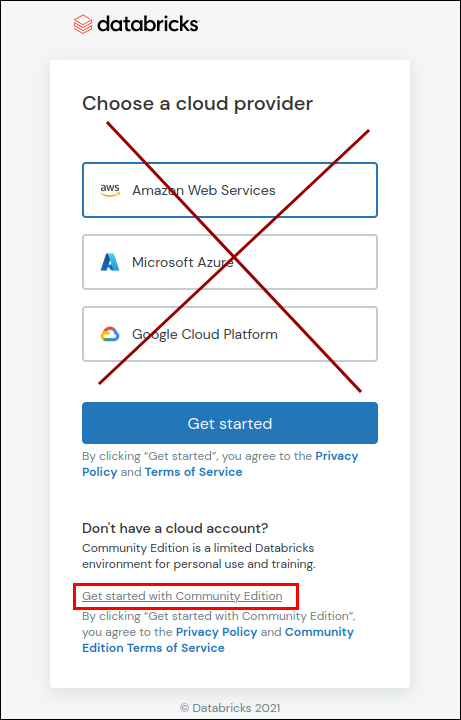 databricks
Choose a cloud provider
aws
Amazon Web Services
Microsoft Azure
Google Cloud Platform
Get started
By clicking “Get started”, you agree to the Privacy
Policy and Terms of Service
Don't have a cloud account?
Community Edition is a limited Databricks
environment for personal use and training.
Get started with Community Edition
By clicking “Get started with Community Edition”,
you agree to the Privacy Policy and Community
Edition Terms of Service
© Databricks 2021